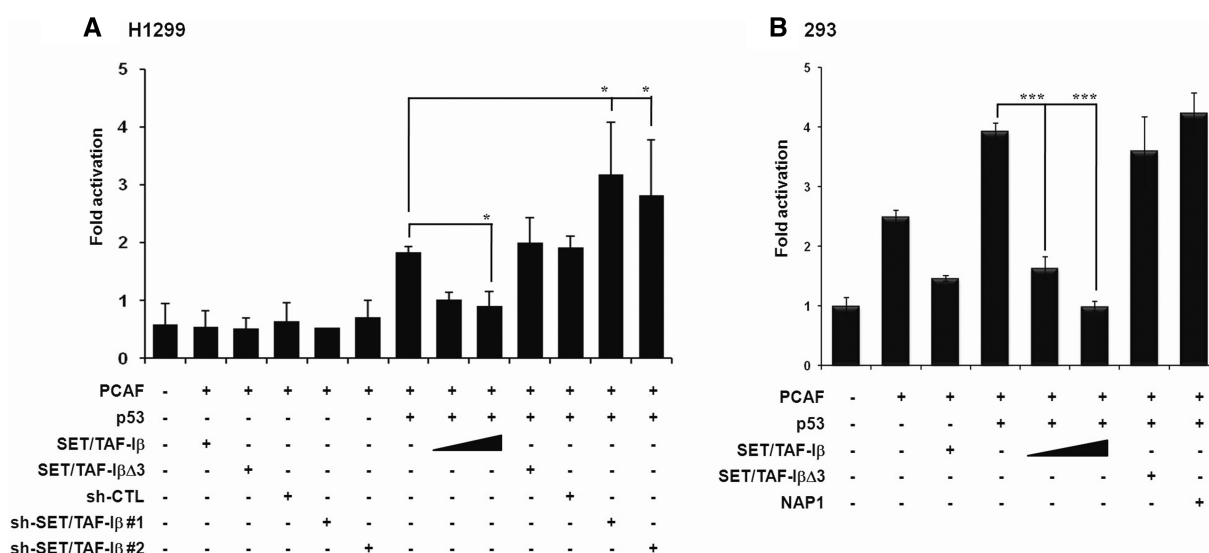 A H1299
Fold activation
5
4
3
2
1
0
* *
*
PCAF - + + + + + + + + + + + +
p53 - - - - - - + + + + + + +
SET/TAF-Iβ - + - - - - - - - - -
SET/TAF-IβΔ3 - - + - - - - - - + - - -
sh-CTL - - - + - - - - - - + - -
sh-SET/TAF-Iβ #1 - - - - + - - - - - - + -
sh-SET/TAF-Iβ #2 - - - - - + - - - - - - +
B 293
Fold activation
5
4
3
2
1
0
*** ***
PCAF - + + + + + + +
p53 - - - + + + + +
SET/TAF-Iβ - - + - - -
SET/TAF-IβΔ3 - - - - - - + -
NAP1 - - - - - - - +